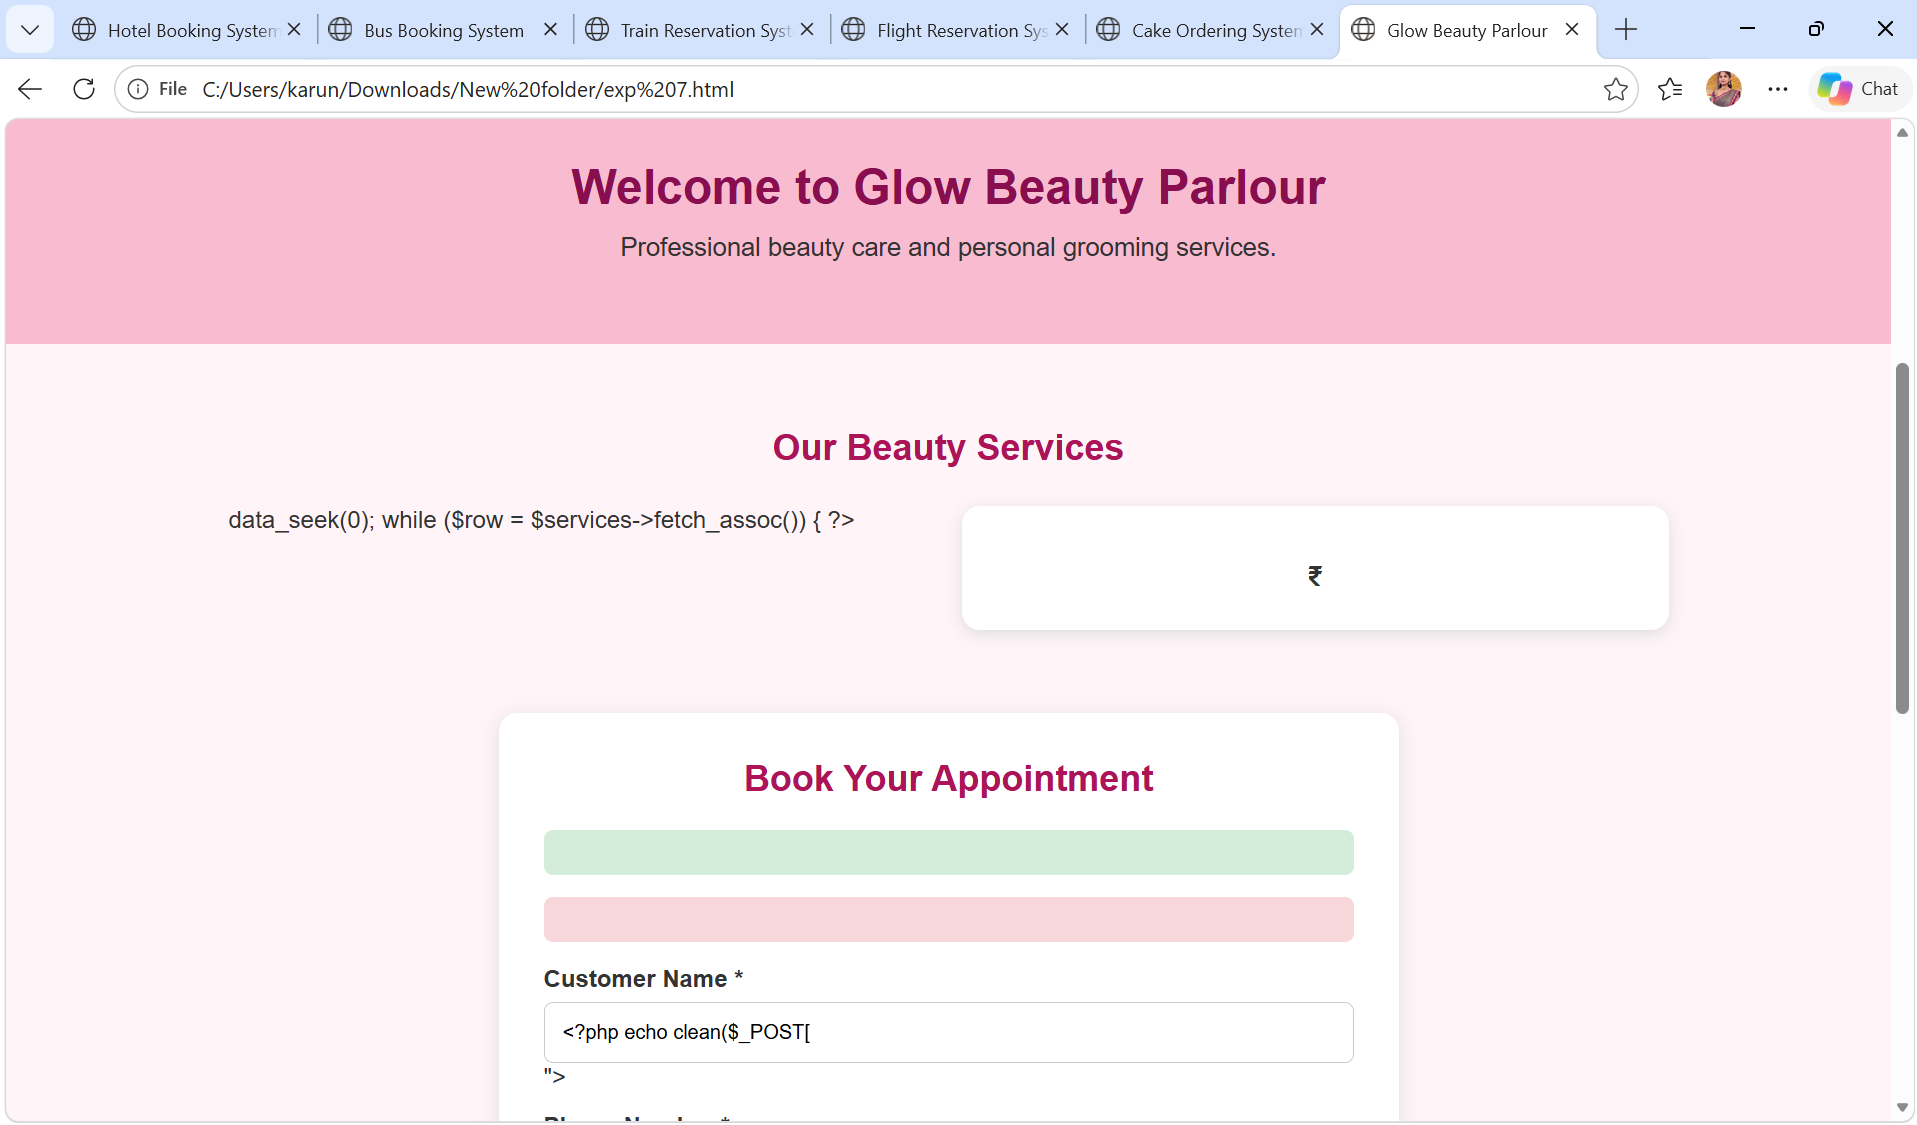 Hotel Booking System
Bus Booking System
Train Reservation Syst
Flight Reservation Sys
Cake Ordering System
Glow Beauty Parlour
File C:/Users/karun/Downloads/New%20folder/exp%207.html
Chat
Welcome to Glow Beauty Parlour
Professional beauty care and personal grooming services.
Our Beauty Services
data_seek(0); while ($row = $services->fetch_assoc()) { ?>
₹
Book Your Appointment
Customer Name *
<?php echo clean($_POST[
">